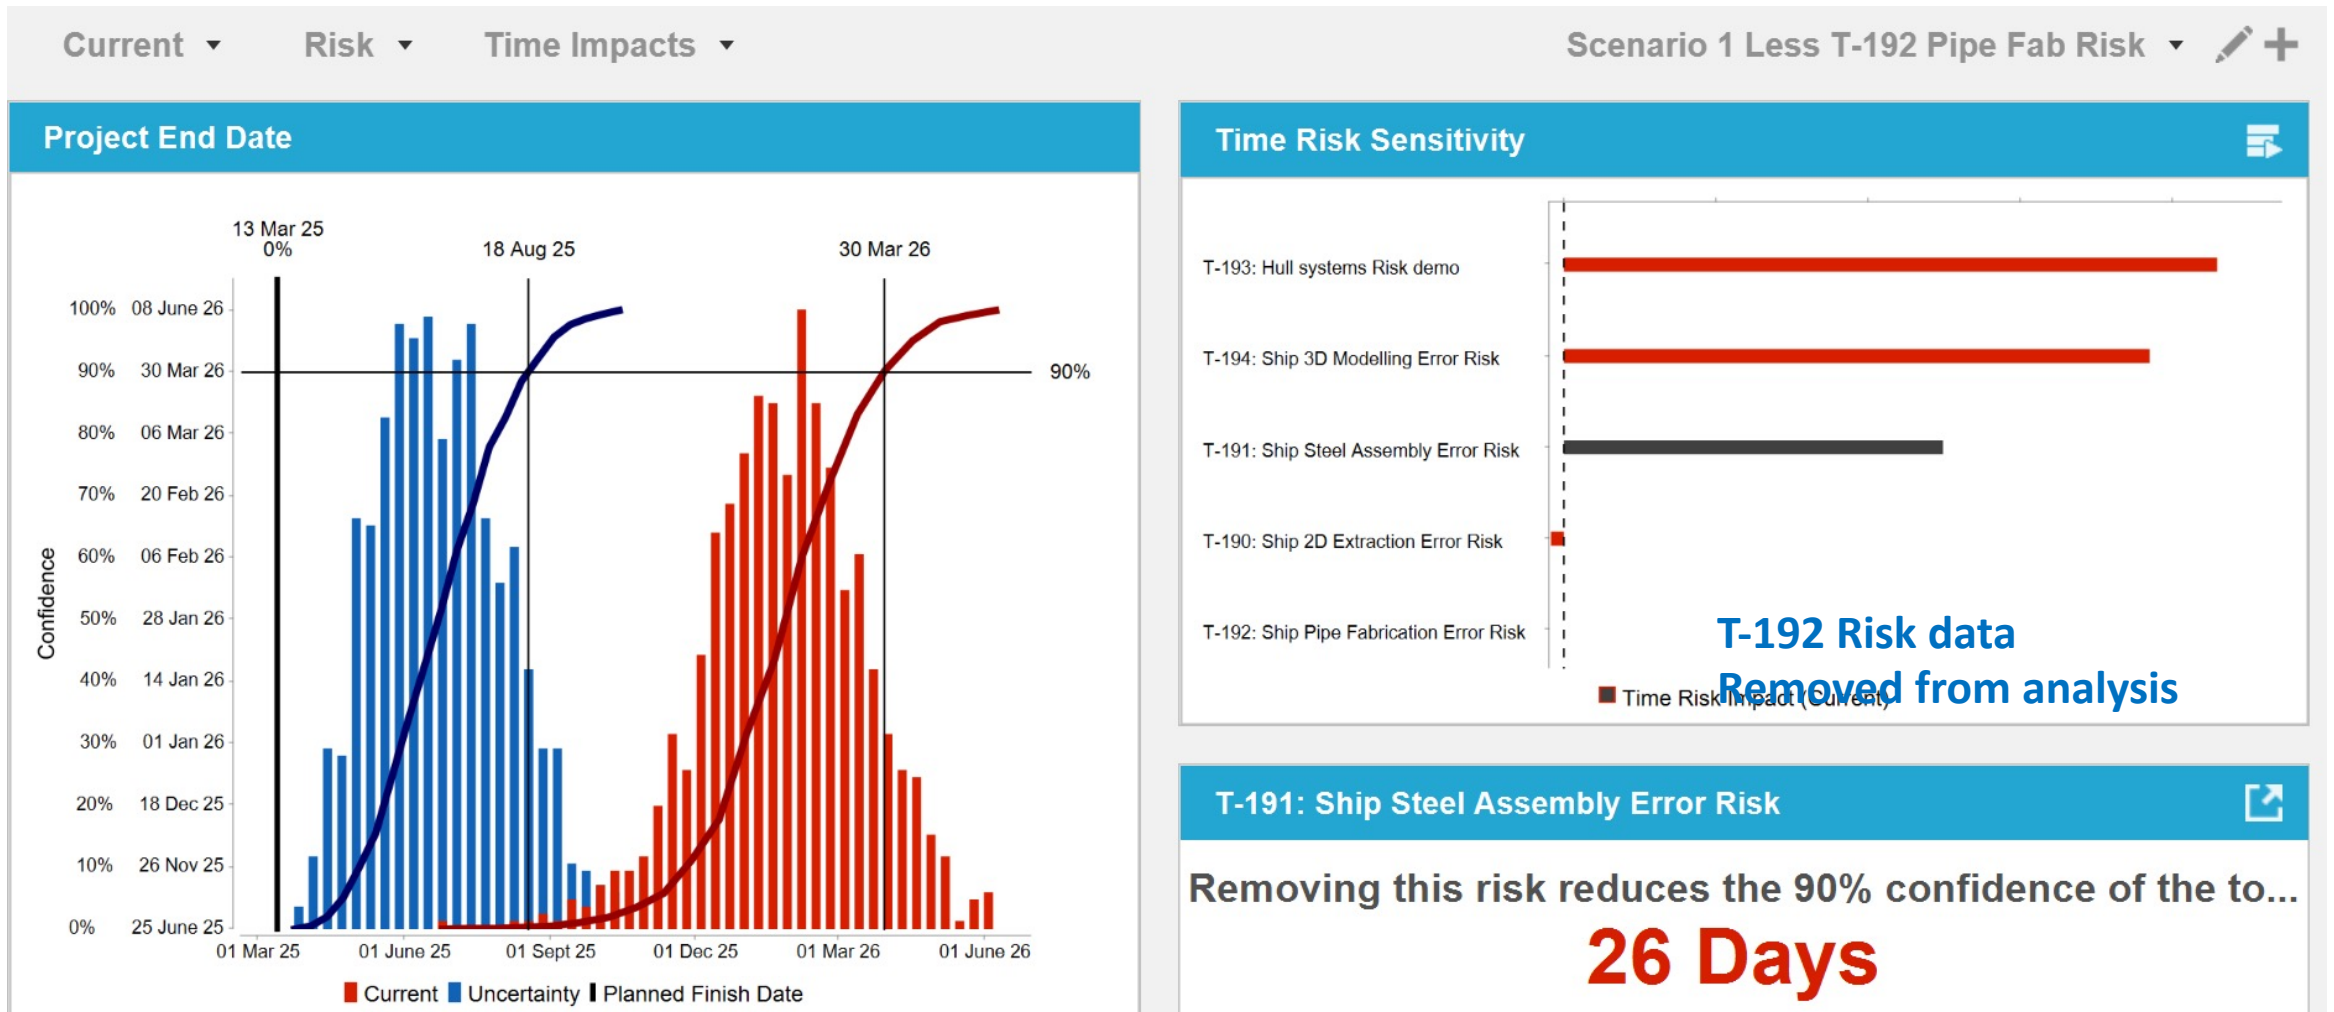 Current Risk Time Impacts Scenario 1 Less T-192 Pipe Fab Risk
Project End Date
13 Mar 25
0%
18 Aug 25
30 Mar 26
100% 08 June 26
90% 30 Mar 26
90%
80% 06 Mar 26
70% 20 Feb 26
60% 06 Feb 26
50% 28 Jan 26
40% 14 Jan 26
30% 01 Jan 26
20% 18 Dec 25
10% 26 Nov 25
0% 25 June 25
Confidence
01 Mar 25 01 June 25 01 Sept 25 01 Dec 25 01 Mar 26 01 June 26
Current Uncertainty Planned Finish Date
Time Risk Sensitivity
T-193: Hull systems Risk demo
T-194: Ship 3D Modelling Error Risk
T-191: Ship Steel Assembly Error Risk
T-190: Ship 2D Extraction Error Risk
T-192: Ship Pipe Fabrication Error Risk
T-192 Risk data
Removed from analysis
Time Risk Impact (Current)
T-191: Ship Steel Assembly Error Risk
Removing this risk reduces the 90% confidence of the to...
26 Days